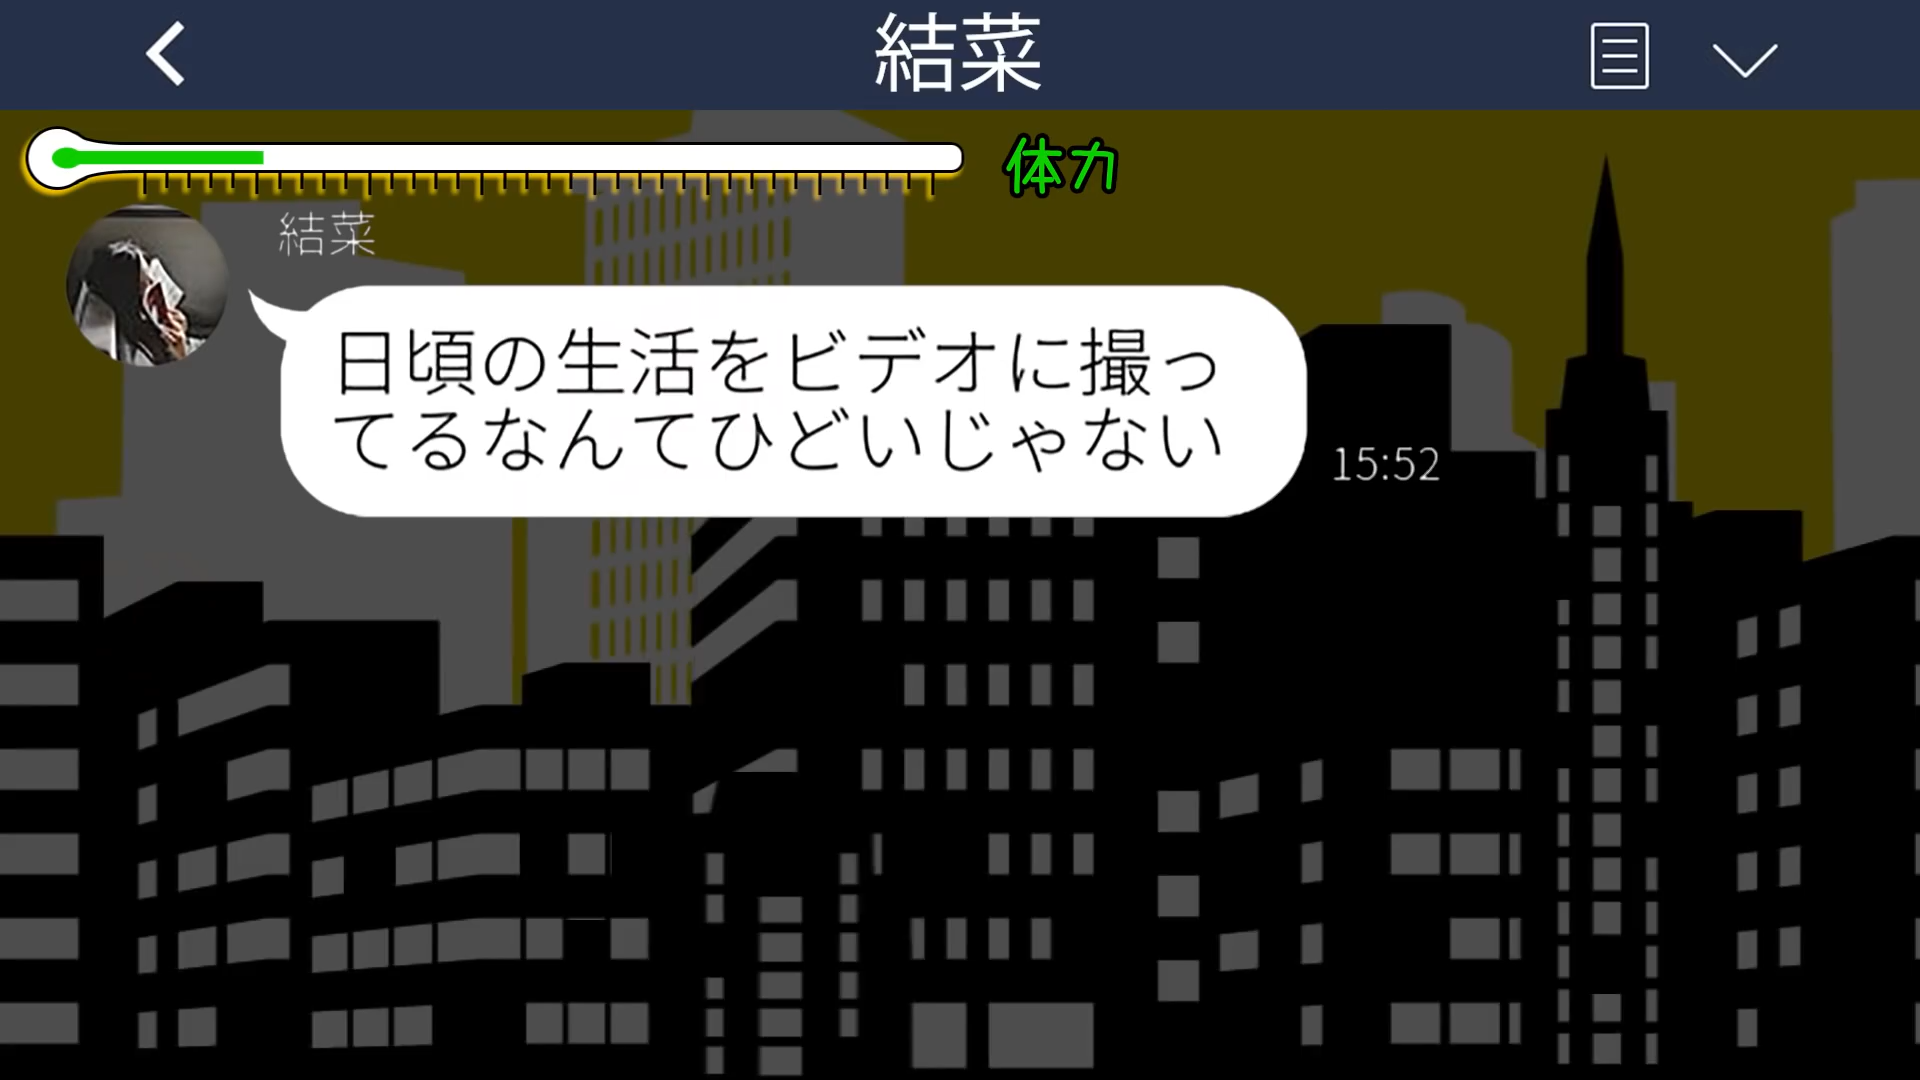 結菜
体力
結菜
日頃の生活をビデオに撮っ
てるなんてひどいじゃない
15:52